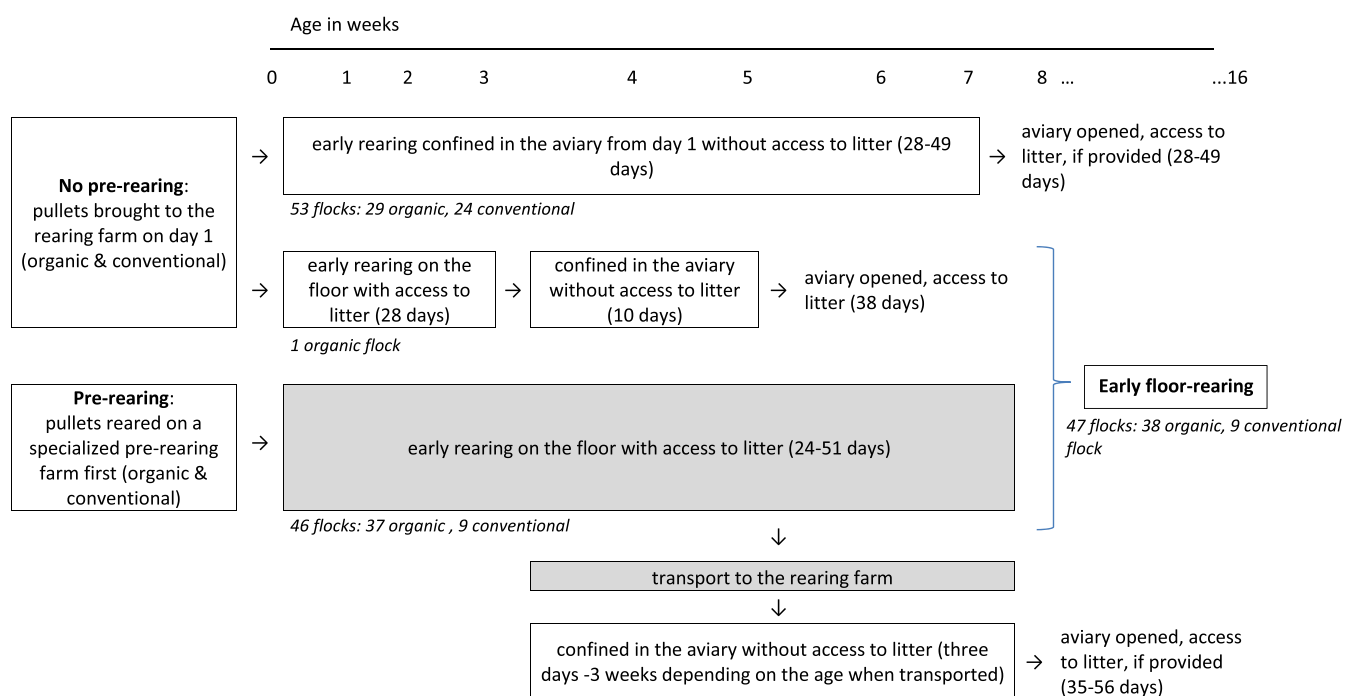 Age in weeks
0 1 2 3 4 5 6 7 8 ... ...16
No pre-rearing:
pullets brought to the
rearing farm on day 1
(organic & conventional)
→
early rearing confined in the aviary from day 1 without access to litter (28-49
days)
→
aviary opened, access to
litter, if provided (28-49
days)
53 flocks: 29 organic, 24 conventional
→
early rearing on the
floor with access to
litter (28 days)
→
confined in the aviary
without access to litter
(10 days)
→
aviary opened, access to
litter (38 days)
1 organic flock
Pre-rearing:
pullets reared on a
specialized pre-rearing
farm first (organic &
conventional)
→
early rearing on the floor with access to litter (24-51 days)
46 flocks: 37 organic , 9 conventional
Early floor-rearing
47 flocks: 38 organic, 9 conventional
flock
↓
transport to the rearing farm
↓
confined in the aviary without access to litter (three
days -3 weeks depending on the age when transported)
→
aviary opened, access
to litter, if provided
(35-56 days)